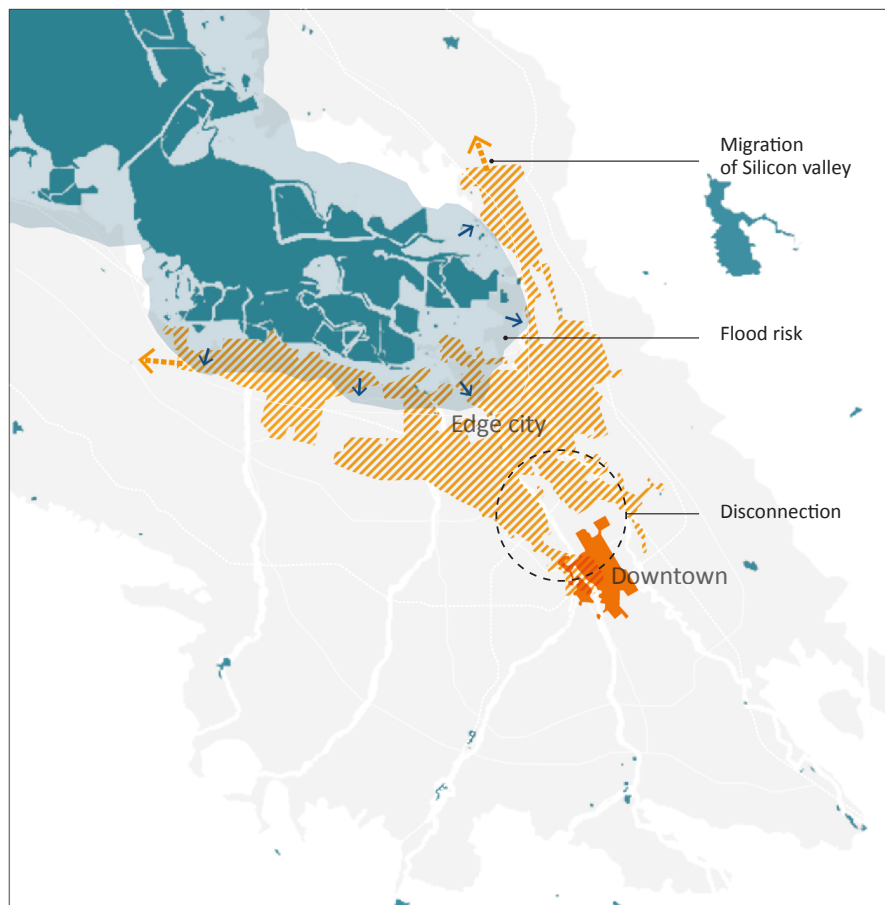 Migration
of Silicon valley
Flood risk
Edge city
Disconnection
Downtown